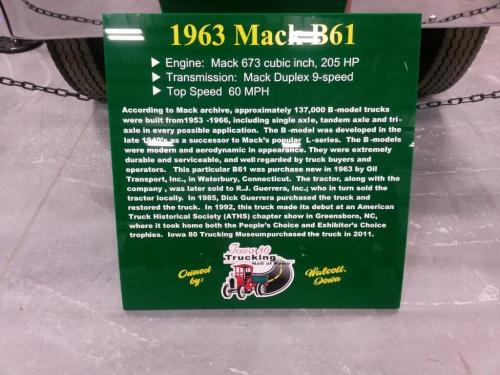 1963 Mack B61
▶ Engine: Mack 673 cubic inch, 205 HP
▶ Transmission: Mack Duplex 9-speed
▶ Top Speed 60 MPH
According to Mack archive, approximately 137,000 B-model trucks
were built from1953 -1966, including single axle, tandem axle and tri-
axle in every possible application. The B-model was developed in the
late 1940's as a successor to Mack's popular L-series. The B-models
were modern and aerodynamic in appearance. They were extremely
durable and serviceable, and well regarded by truck buyers and
operators. This particular B61 was purchase new in 1963 by Oil
Transport, Inc., in Waterbury, Connecticut. The tractor, along with the
company , was later sold to R.J. Guerrera, Inc.; who in turn sold the
tractor locally. In 1985, Dick Guerrera purchased the truck and
restored the truck. In 1992, this truck made its debut at an American
Truck Historical Society (ATHS) chapter show in Greensboro, NC,
where it took home both the People's Choice and Exhibitor's Choice
trophies. Iowa 80 Trucking Museumpurchased the truck in 2011.
Owned by:
Iowa 80
Trucking
Hall of Fame
Walcott, Iowa